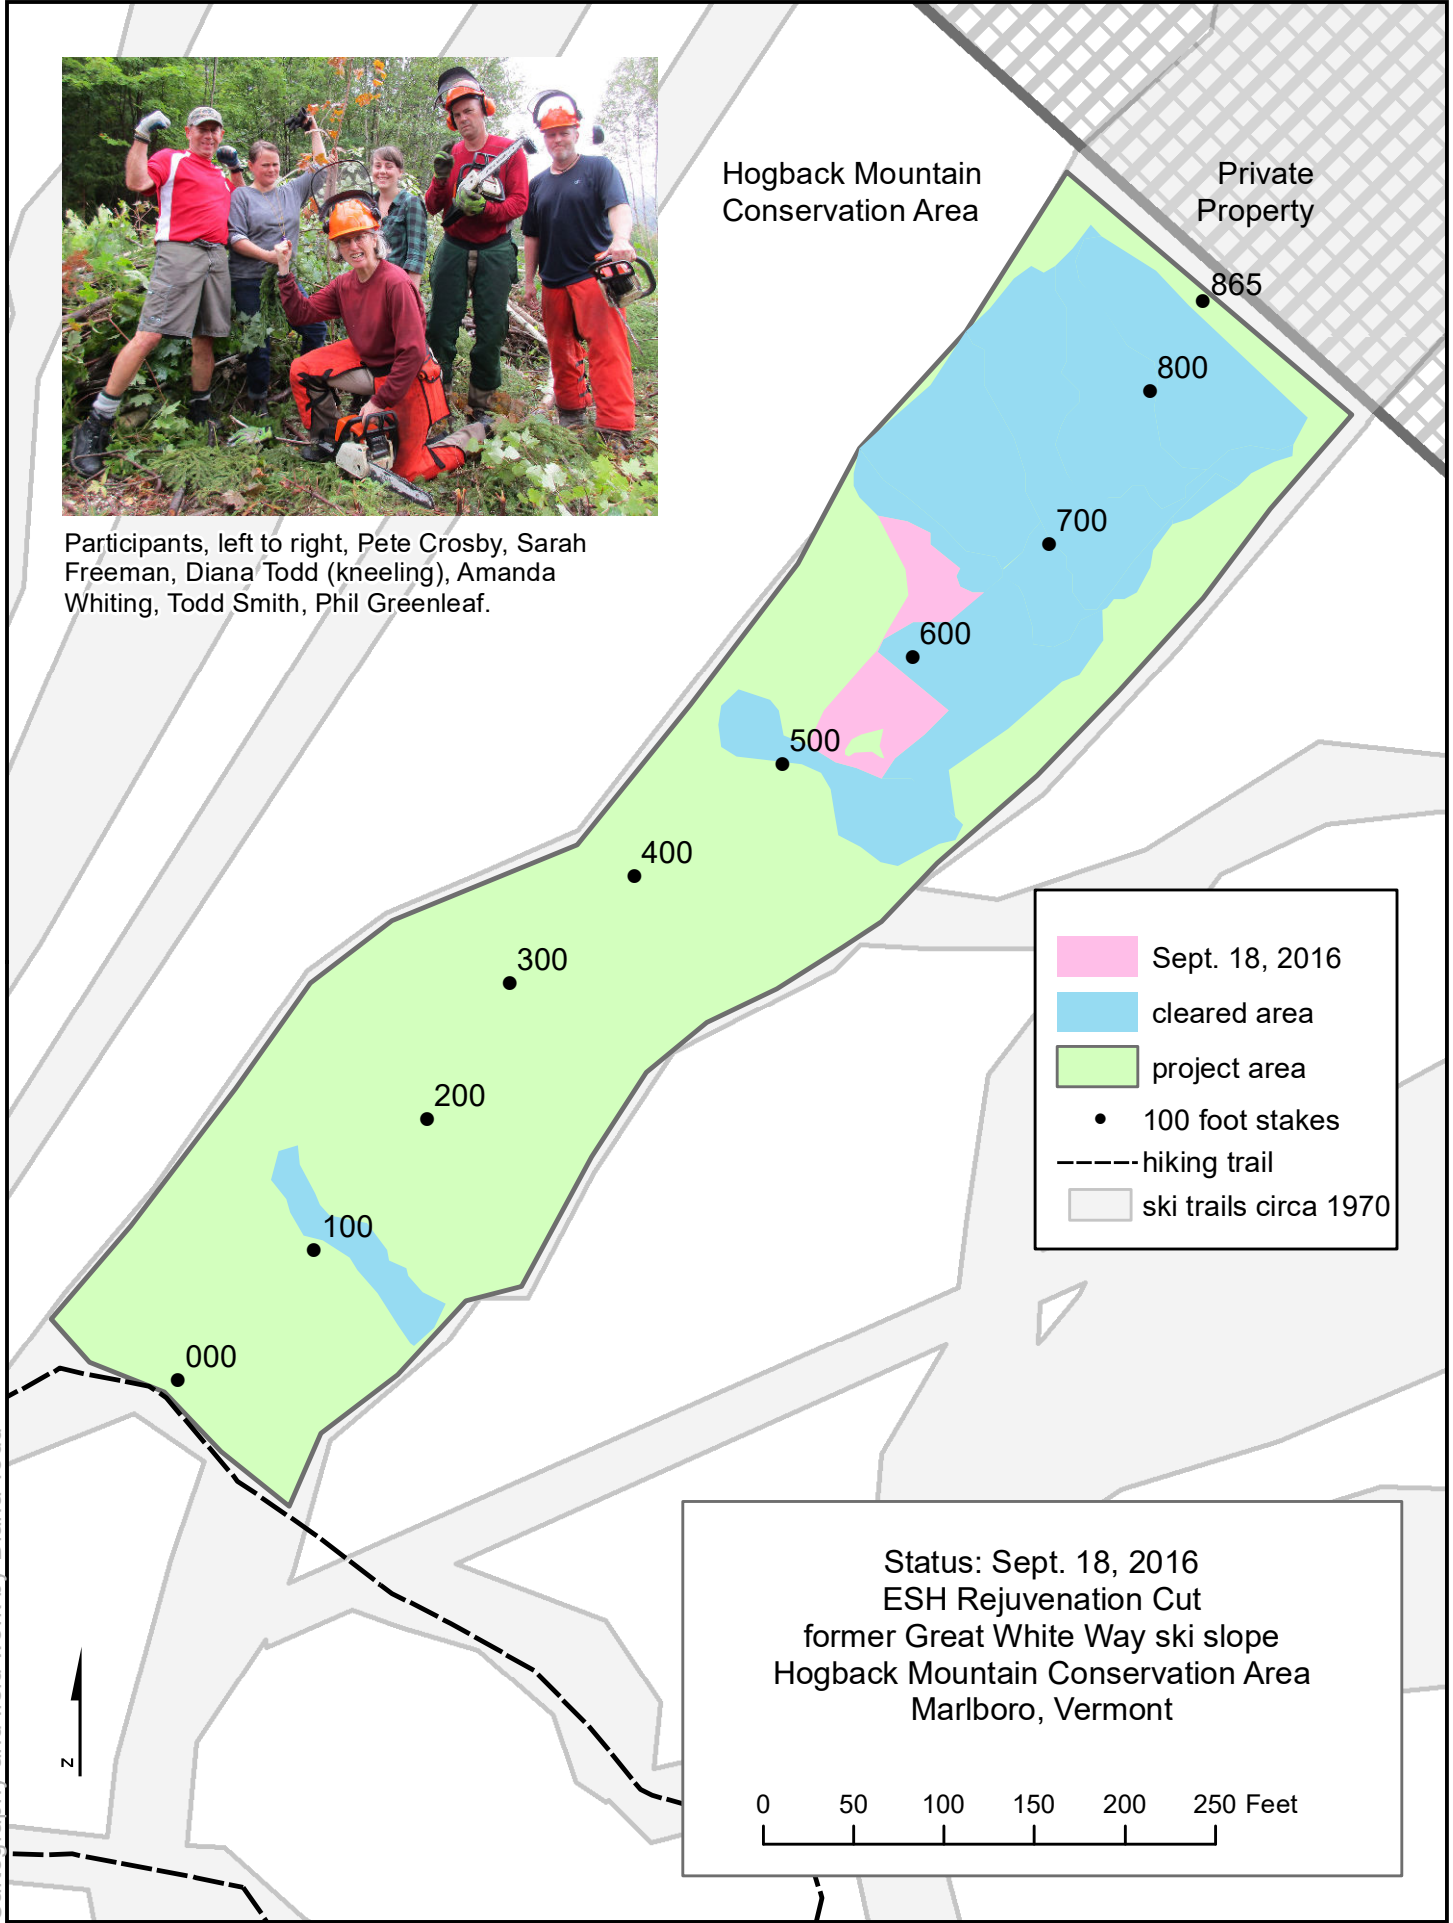 Hogback Mountain
Conservation Area
Private
Property
Participants, left to right, Pete Crosby, Sarah
Freeman, Diana Todd (kneeling), Amanda
Whiting, Todd Smith, Phil Greenleaf.
865
800
700
600
500
400
300
200
100
000
Sept. 18, 2016
cleared area
project area
100 foot stakes
hiking trail
ski trails circa 1970
Status: Sept. 18, 2016
ESH Rejuvenation Cut
former Great White Way ski slope
Hogback Mountain Conservation Area
Marlboro, Vermont
0 50 100 150 200 250 Feet
z